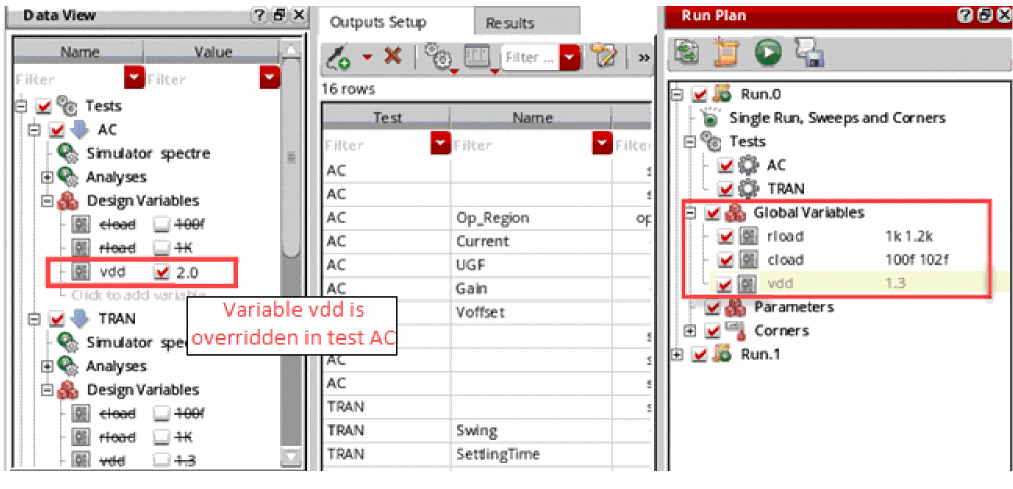 Data View
Name Value
Filter Filter
Tests
AC
Simulator spectre
Analyses
Design Variables
cload 100f
rload 1K
vdd 2.0
Click to add variable
TRAN
Simulator
Analyses
Design Variables
cload 100f
rload 1K
vdd 1.3
Variable vdd is
overridden in test AC
Outputs Setup Results
Filter ...
»
16 rows
Test Name
Filter Filter Filter
AC
AC
AC Op_Region op
AC Current
AC UGF
AC Gain
Voffset
AC
AC
TRAN
TRAN Swing
TRAN SettlingTime
Run Plan
Run.0
Single Run, Sweeps and Corners
Tests
AC
TRAN
Global Variables
rload 1k 1.2k
cload 100f 102f
vdd 1.3
Parameters
Corners
Run.1